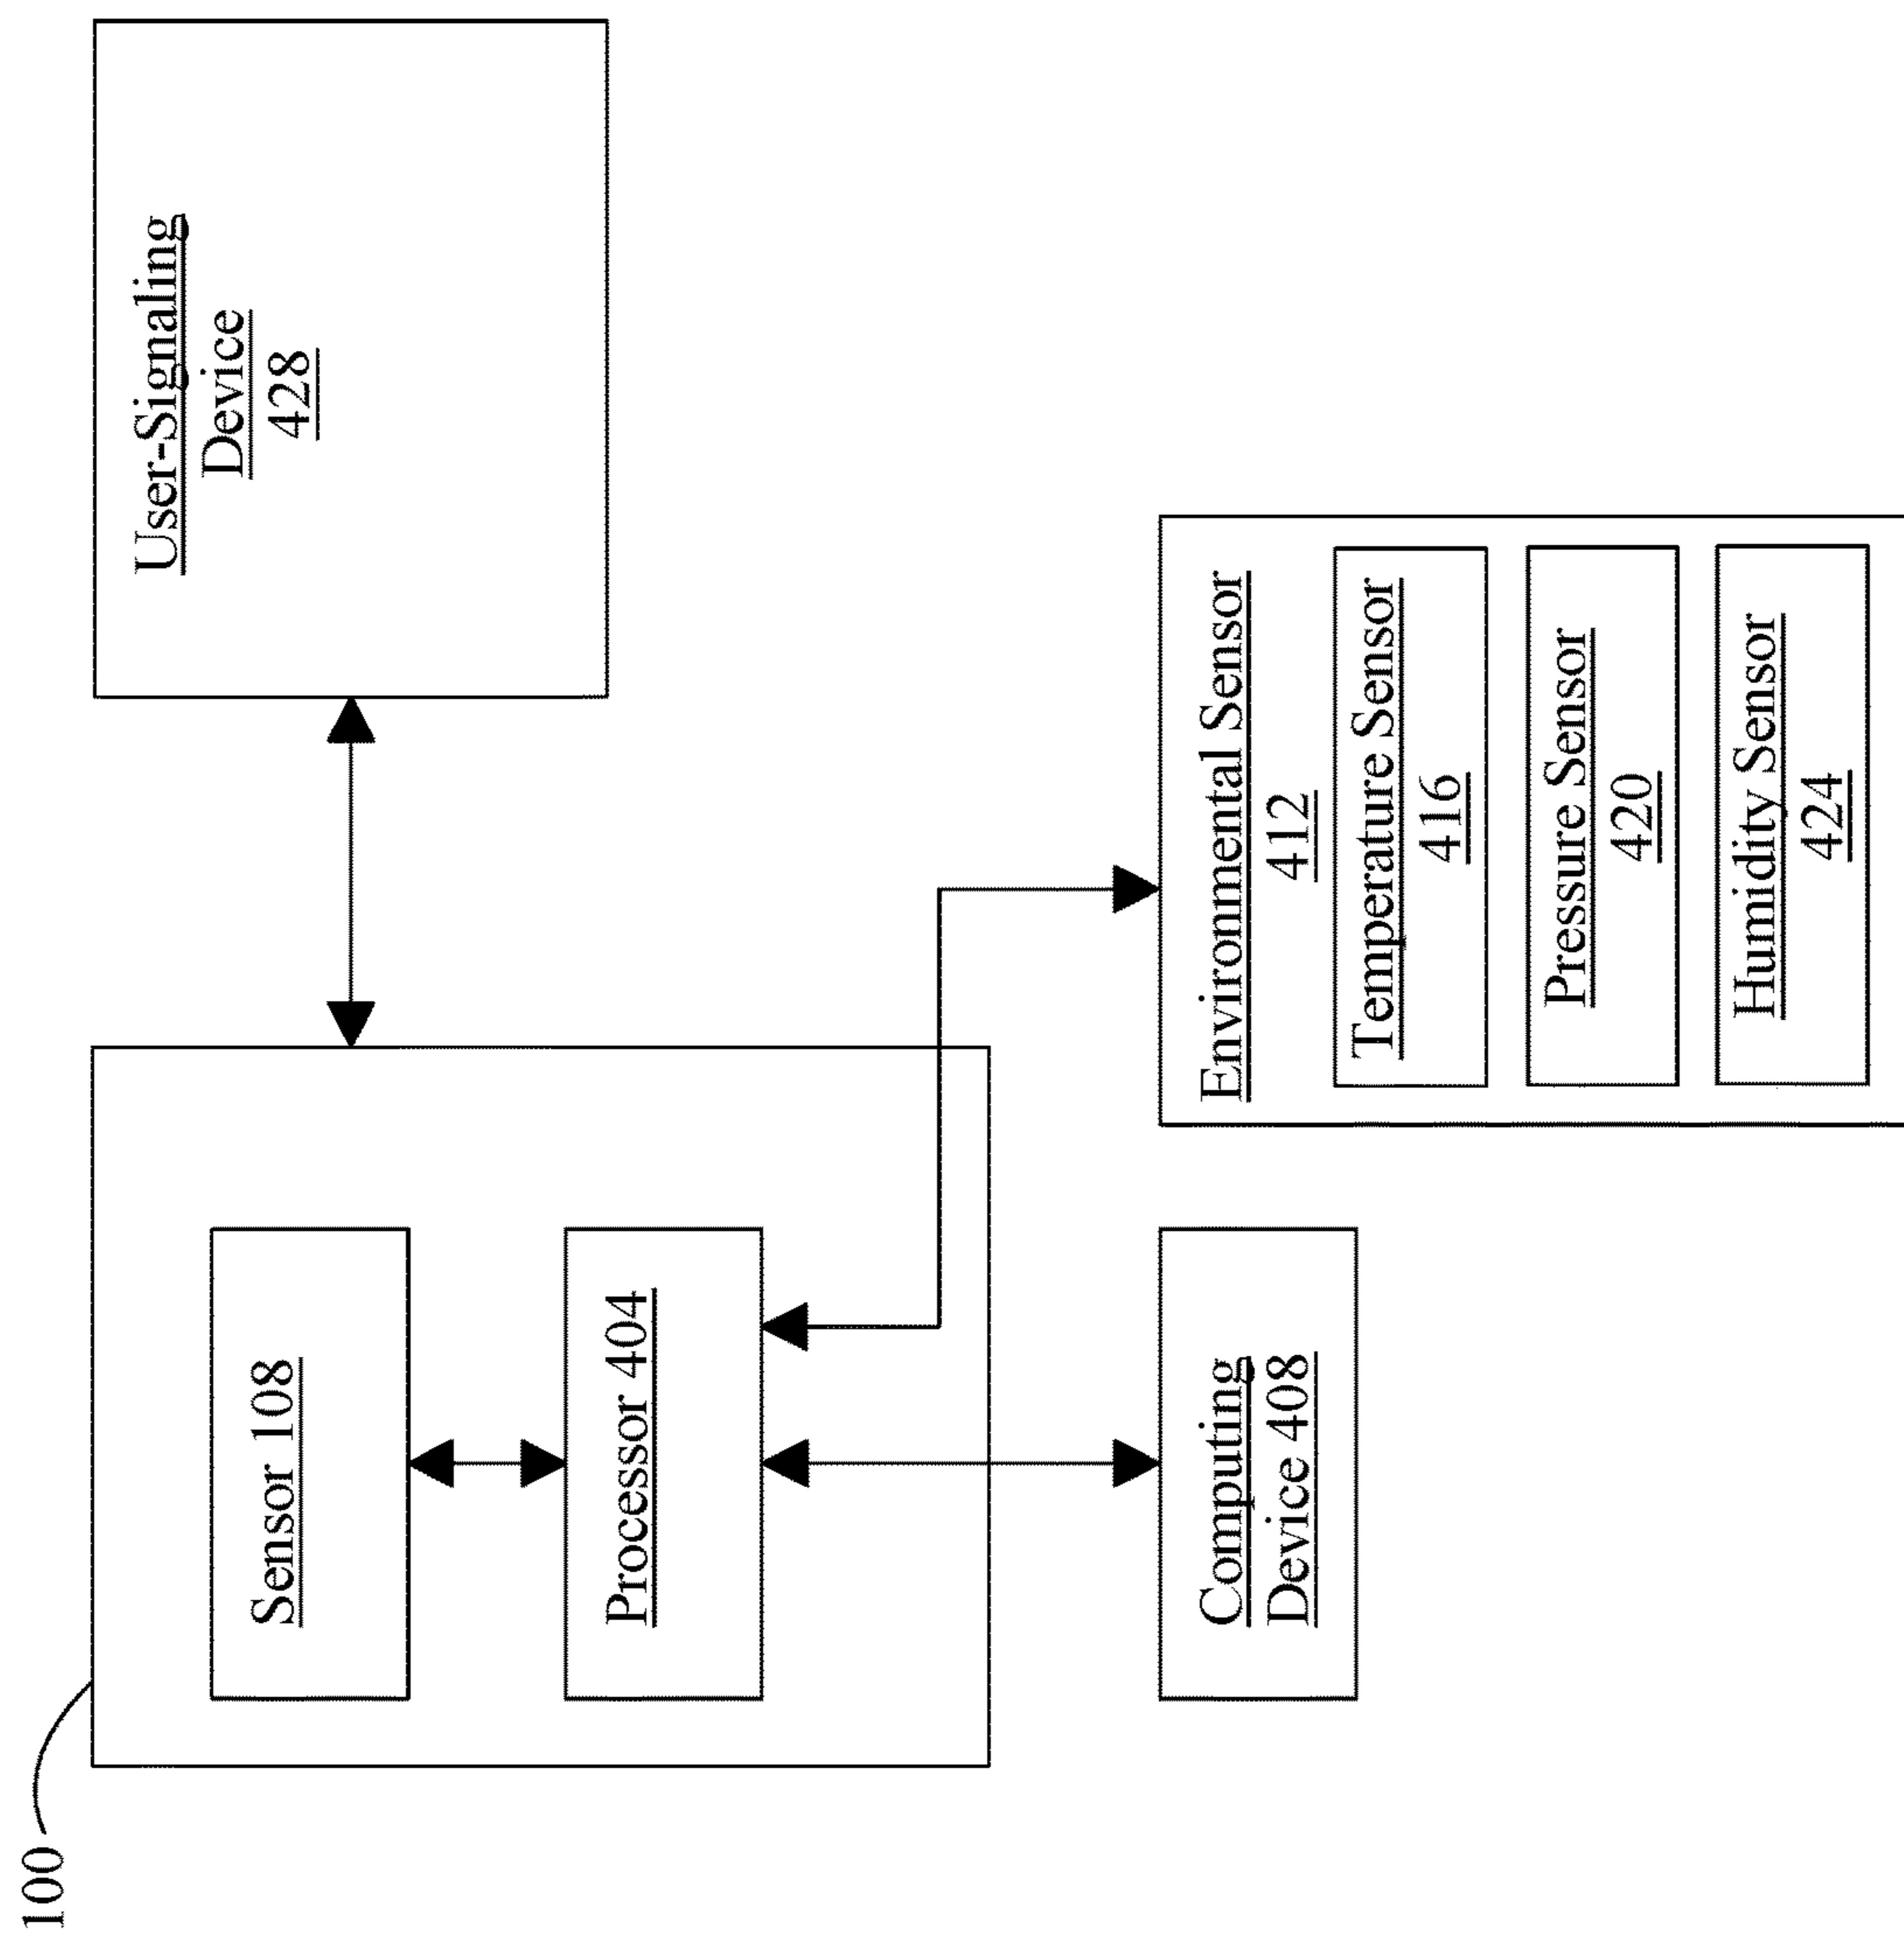 100
Sensor 108
Processor 404
Computing
Device 408
User-Signaling
Device
428
Environmental Sensor
412
Temperature Sensor
416
Pressure Sensor
420
Humidity Sensor
424